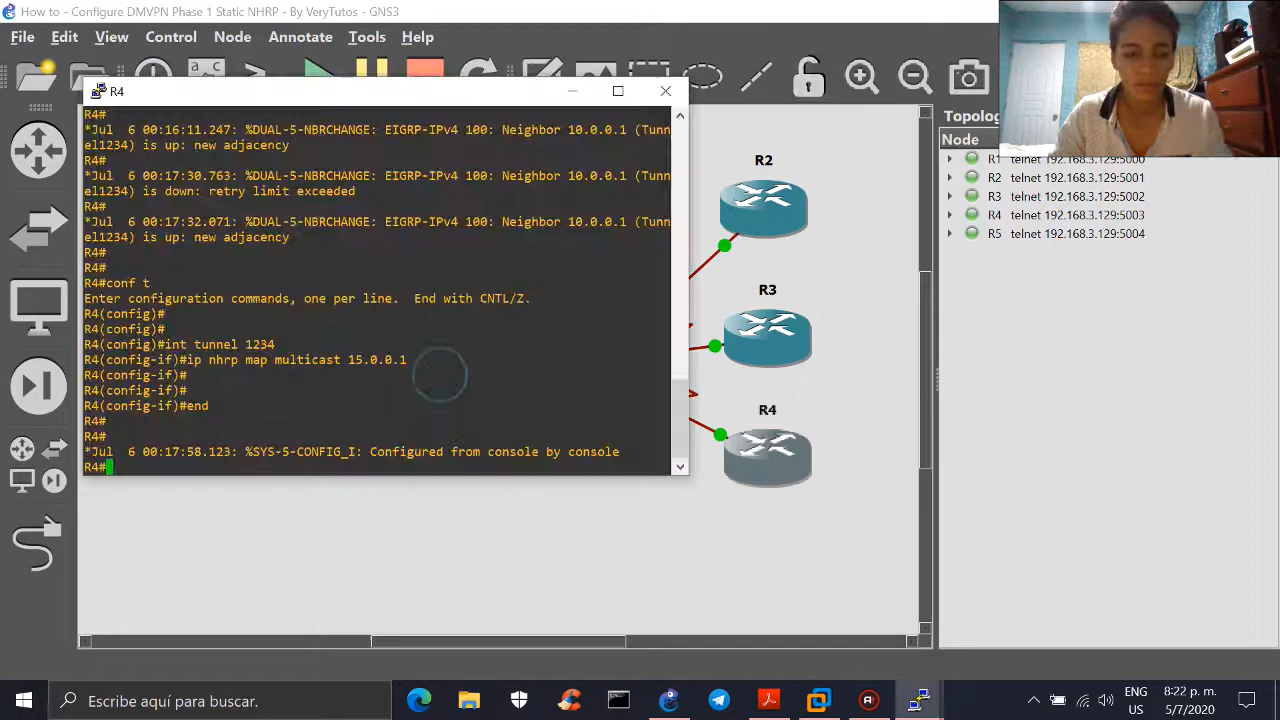 How to - Configure DMVPN Phase 1 Static NHRP - By VeryTutos - GNS3
File Edit View Control Node Annotate Tools Help
R4
R4#
*Jul 6 00:16:11.247: %DUAL-5-NBRCHANGE: EIGRP-IPv4 100: Neighbor 10.0.0.1 (Tunn
el1234) is up: new adjacency
R4#
*Jul 6 00:17:30.763: %DUAL-5-NBRCHANGE: EIGRP-IPv4 100: Neighbor 10.0.0.1 (Tunn
el1234) is down: retry limit exceeded
R4#
*Jul 6 00:17:32.071: %DUAL-5-NBRCHANGE: EIGRP-IPv4 100: Neighbor 10.0.0.1 (Tunn
el1234) is up: new adjacency
R4#
R4#
R4#conf t
Enter configuration commands, one per line. End with CNTL/Z.
R4(config)#
R4(config)#
R4(config)#int tunnel 1234
R4(config-if)#ip nhrp map multicast 15.0.0.1
R4(config-if)#
R4(config-if)#
R4(config-if)#end
R4#
R4#
*Jul 6 00:17:58.123: %SYS-5-CONFIG_I: Configured from console by console
R4#
R2
R3
R4
Topolog
Node
R1 telnet 192.168.3.129:5000
R2 telnet 192.168.3.129:5001
R3 telnet 192.168.3.129:5002
R4 telnet 192.168.3.129:5003
R5 telnet 192.168.3.129:5004
Escribe aquí para buscar.
ENG
US
8:22 p. m.
5/7/2020